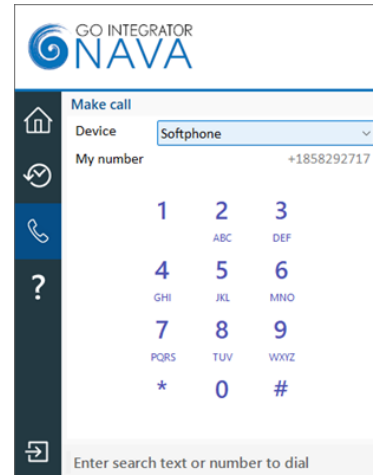 GO INTEGRATOR
NAVA
Make call
Device Softphone
My number +1858292717
1 2 3
ABC DEF
4 5 6
GHI JKL MNO
7 8 9
PQRS TUV WXYZ
* 0 #
?
Enter search text or number to dial